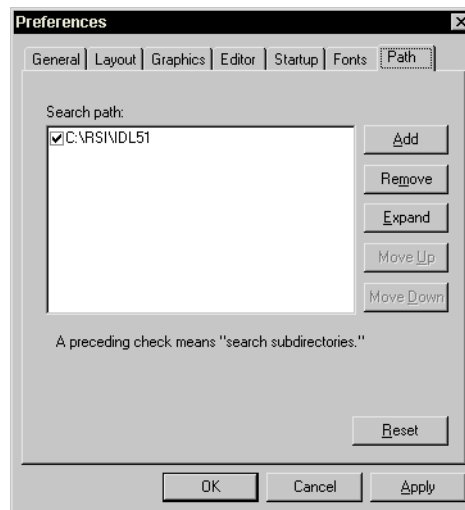 Preferences
General Layout Graphics Editor Startup Fonts Path
Search path:
C:\RSI\IDL51
Add
Remove
Expand
Move Up
Move Down
A preceding check means "search subdirectories."
Reset
OK Cancel Apply